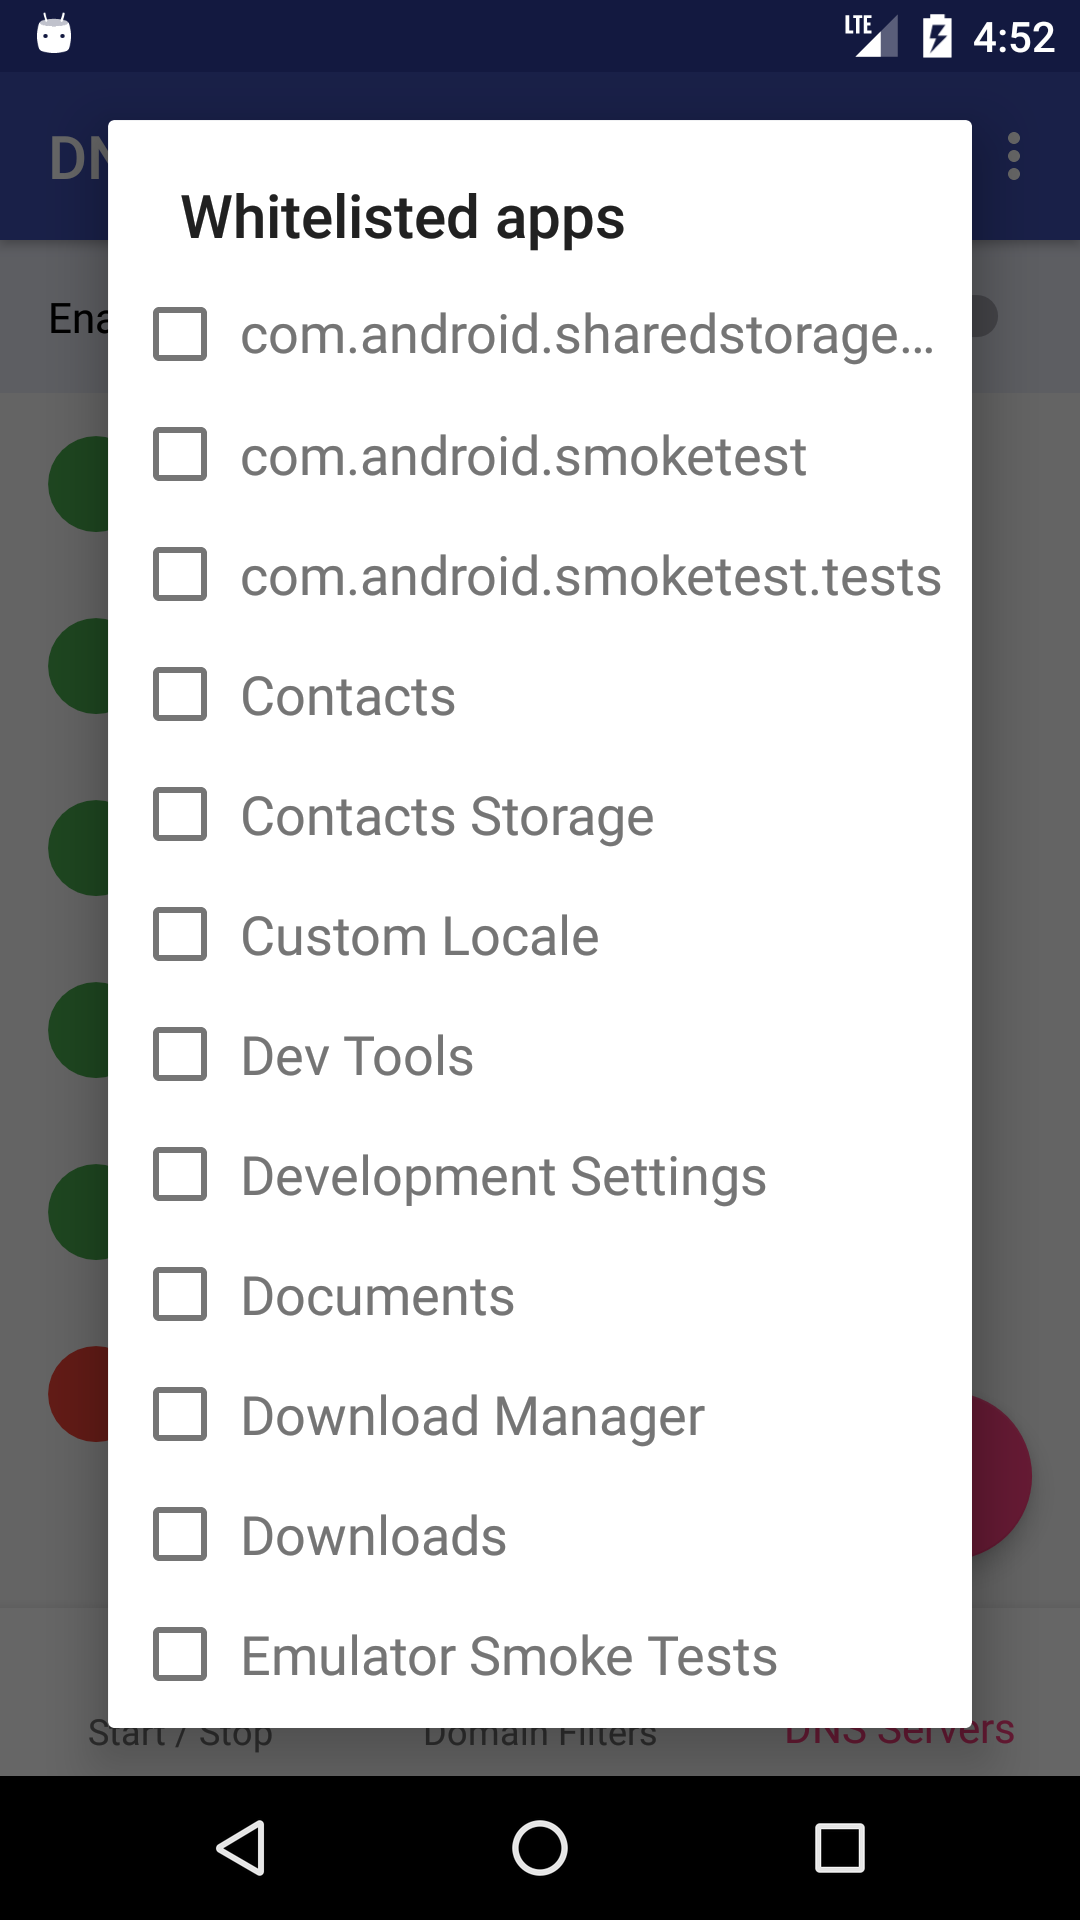 LTE 4:52
DN
Whitelisted apps
Ena
com.android.sharedstorage...
com.android.smoketest
com.android.smoketest.tests
Contacts
Contacts Storage
Custom Locale
Dev Tools
Development Settings
Documents
Download Manager
Downloads
Emulator Smoke Tests
Start / Stop Domain Filters DNS Servers